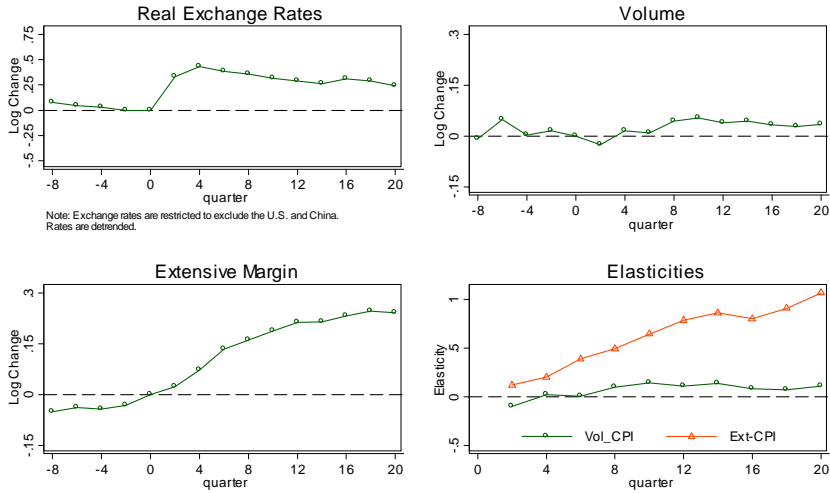 Real Exchange Rates
Log Change
.75
.5
.25
0
-.25
-.5
-8 -4 0 4 8 12 16 20
quarter
Note: Exchange rates are restricted to exclude the U.S. and China.
Rates are detrended.
Volume
Log Change
.3
.15
0
-.15
-8 -4 0 4 8 12 16 20
quarter
Extensive Margin
Log Change
.3
.15
0
-.15
-8 -4 0 4 8 12 16 20
quarter
Elasticities
Elasticity
1
.5
0
-.5
Vol_CPI Ext-CPI
0 4 8 12 16 20
quarter